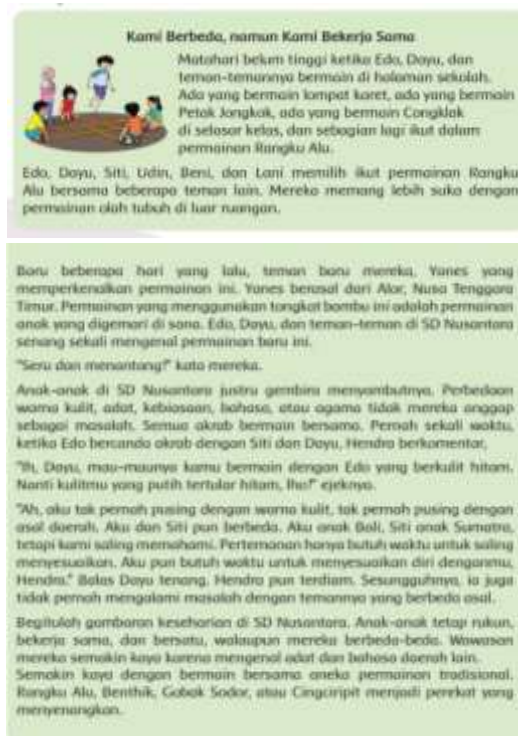 Kami Berbeda, namun Kami Bekerja Sama
Matahari belum tinggi ketika Edo, Dayu, dan
teman-temannya bermain di halaman sekolah.
Ada yang bermain lompat karet, ada yang bermain
Petak Jongkok, ada yang bermain Congklak
di selasar kelas, dan sebagian lagi ikut dalam
permainan Rangku Alu.
Edo, Dayu, Siti, Udin, Beni, dan Lani memilih ikut permainan Rangku
Alu bersama beberapa teman lain. Mereka memang lebih suka dengan
permainan olah tubuh di luar ruangan.
Baru beberapa hari yang lalu, teman baru mereka, Yanes yang
memperkenalkan permainan ini. Yanes berasal dari Alor, Nusa Tenggara
Timur. Permainan yang menggunakan tongkat bambu ini adalah permainan
anak yang digemari di sana. Edo, Dayu, dan teman-teman di SD Nusantara
senang sekali mengenal permainan baru ini.
"Seru dan menantang!" kata mereka.
Anak-anak di SD Nusantara justru gembira menyambutnya. Perbedaan
warna kulit, adat, kebiasaan, bahasa, atau agama tidak mereka anggap
sebagai masalah. Semua akrab bermain bersama. Pernah sekali waktu,
ketika Edo bercanda akrab dengan Siti dan Dayu, Hendra berkomentar,
"Ih, Dayu, mau-maunya kamu bermain dengan Edo yang berkulit hitam.
Nanti kulitmu yang putih tertular hitam, lho!" ejeknya.
"Ah, aku tak pernah pusing dengan warna kulit, tak pernah pusing dengan
asal daerah. Aku dan Siti pun berbeda. Aku anak Bali, Siti anak Sumatra,
tetapi kami saling memahami. Pertemanan hanya butuh waktu untuk saling
menyesuaikan. Aku pun butuh waktu untuk menyesuaikan diri denganmu,
Hendra." Balas Dayu tenang. Hendra pun terdiam. Sesungguhnya, ia juga
tidak pernah mengalami masalah dengan temannya yang berbeda asal.
Begitulah gambaran keseharian di SD Nusantara. Anak-anak tetap rukun,
bekerja sama, dan bersatu, walaupun mereka berbeda-beda. Wawasan
mereka semakin kaya karena mengenal adat dan bahasa daerah lain.
Semakin kaya dengan bermain bersama aneka permainan tradisional.
Rangku Alu, Benthik, Gobak Sodor, atau Cingciripit menjadi perekat yang
menyenangkan.